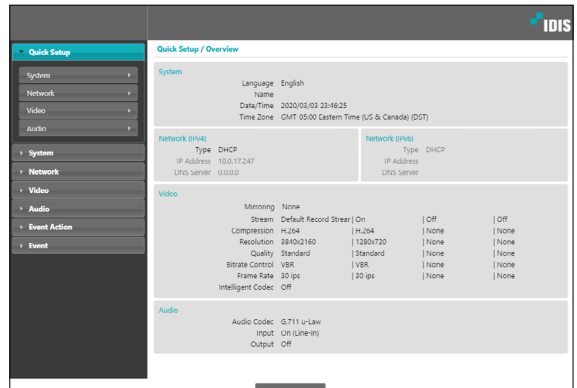 IDIS
Quick Setup
System
Network
Video
Audio
System
Network
Video
Audio
Event Action
Event
Quick Setup / Overview
System
Language English
Name
Date/Time 2020/03/03 23:46:25
Time Zone GMT-05:00 Eastern Time (US & Canada) (DST)
Network (IPv4)
Type DHCP
IP Address 10.0.17.247
DNS Server 0.0.0.0
Network (IPv6)
Type DHCP
IP Address
DNS Server
Video
Mirroring None
Stream Default Record Strear | On | Off | Off
Compression H.264 | H.264 | None | None
Resolution 3840x2160 | 1280x720 | None | None
Quality Standard | Standard | None | None
Bitrate Control VBR | VBR | None | None
Frame Rate 30 ips | 30 ips | None | None
Intelligent Codec Off
Audio
Audio Codec G.711 u-Law
Input On (Line-in)
Output Off